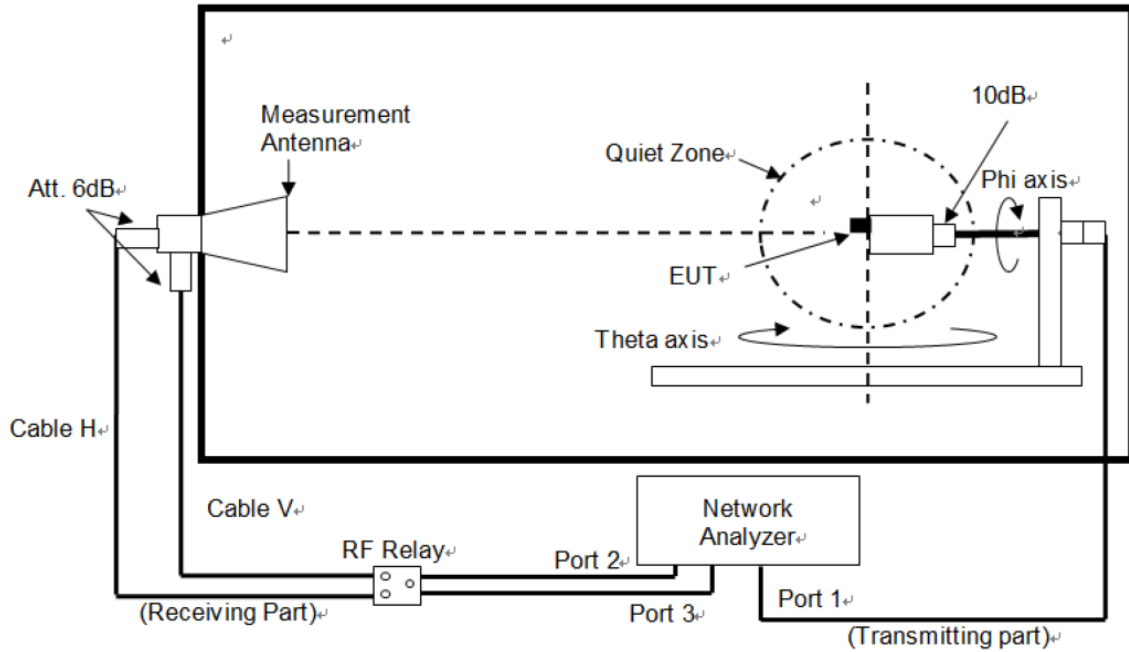 ↵
Measurement
Antenna↵
10dB↵
Quiet Zone↵
Phi axis↵
↵
↵
Att. 6dB↵
EUT↵
Theta axis↵
Cable H↵
Cable V↵
Network
Analyzer↵
RF Relay↵
Port 2↵
Port 3↵
Port 1↵
(Receiving Part)↵
(Transmitting part)↵